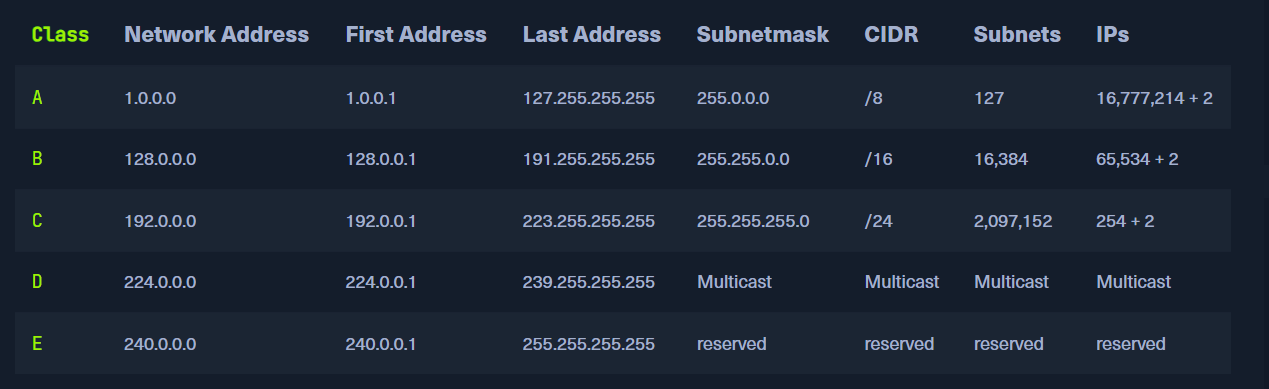 Class Network Address First Address Last Address Subnetmask CIDR Subnets IPs
A 1.0.0.0 1.0.0.1 127.255.255.255 255.0.0.0 /8 127 16,777,214 + 2
B 128.0.0.0 128.0.0.1 191.255.255.255 255.255.0.0 /16 16,384 65,534 + 2
C 192.0.0.0 192.0.0.1 223.255.255.255 255.255.255.0 /24 2,097,152 254 + 2
D 224.0.0.0 224.0.0.1 239.255.255.255 Multicast Multicast Multicast Multicast
E 240.0.0.0 240.0.0.1 255.255.255.255 reserved reserved reserved reserved